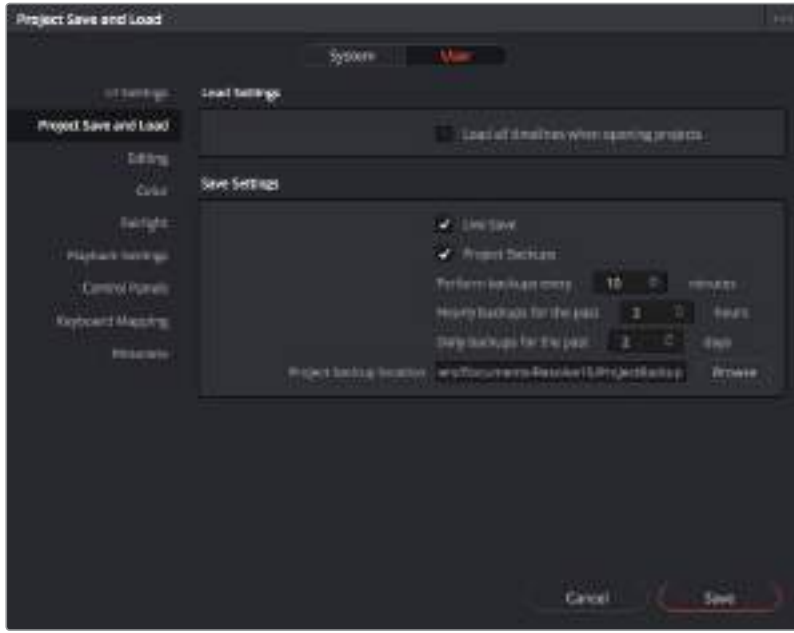 Project Save and Load
System User
UI Settings
Load Settings
Project Save and Load
Load all timelines when opening projects
Editing
Color
Save Settings
Fairlight
Live Save
Playback Settings
Project Backups
Control Panels
Perform backups every 10 minutes
Keyboard Mapping
Hourly backups for the past hours
Metadata
Daily backups for the past days
Project backup location Browse
Cancel Save